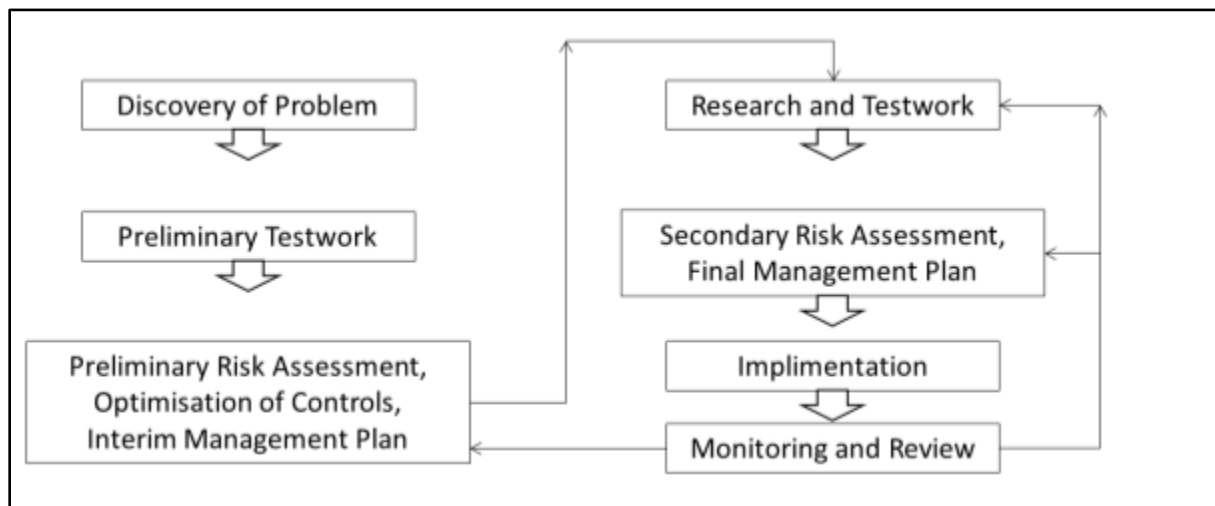 Discovery of Problem
Preliminary Testwork
Preliminary Risk Assessment,
Optimisation of Controls,
Interim Management Plan
Research and Testwork
Secondary Risk Assessment,
Final Management Plan
Implimentation
Monitoring and Review